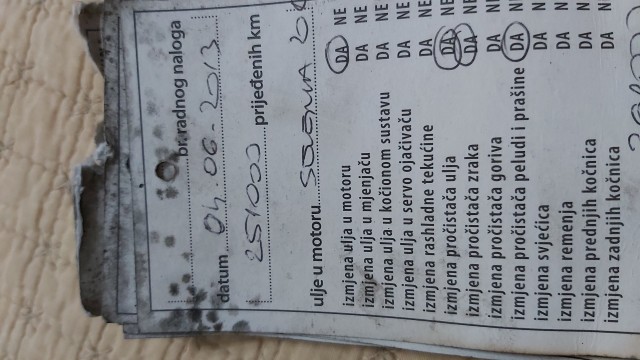 br. radnog naloga
datum 04.06.2013
251000 prijeđenih km
ulje u motoru
izmjena ulja u motoru DA NE
izmjena ulja u mjenjaču DA NE
izmjena ulja u kočionom sustavu DA NE
izmjena ulja u servo ojačivaču DA NE
izmjena rashladne tekućine DA NE
izmjena pročistača ulja DA NE
izmjena pročistača zraka DA NE
izmjena pročistača goriva DA NE
izmjena pročistača peludi i prašine DA NE
izmjena svjećica DA N
izmjena remenja DA N
izmjena prednjih kočnica DA N
izmjena zadnjih kočnica DA N